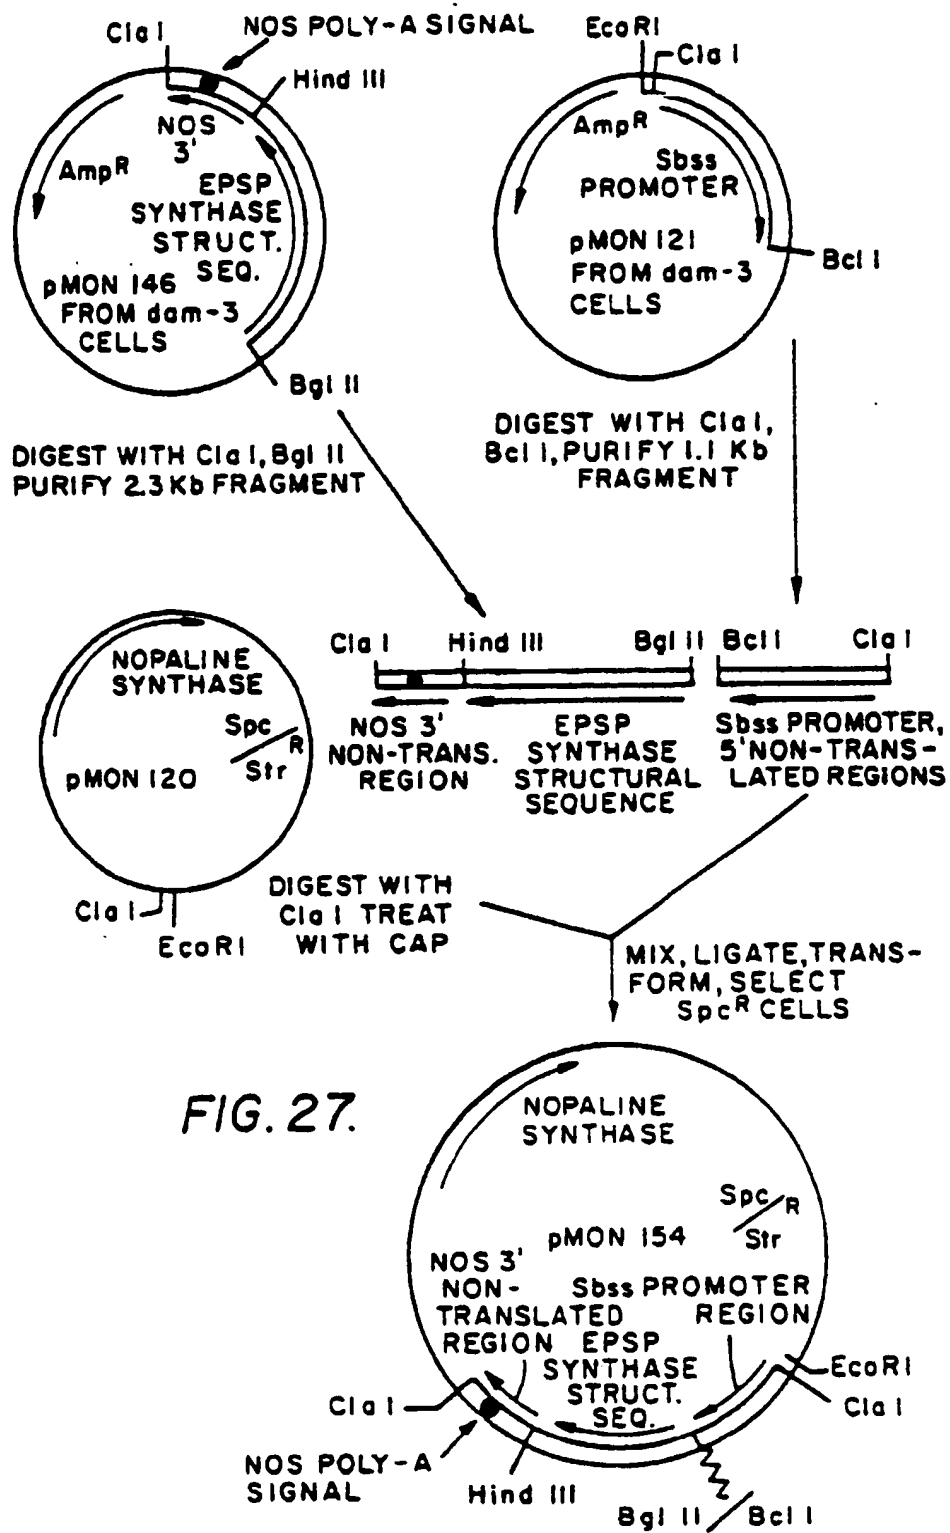 Cla I
NOS POLY-A SIGNAL
Hind III
NOS
3'
AmpR
EPSP
SYNTHASE
STRUCT.
SEQ.
pMON 146
FROM dam-3
CELLS
Bgl II
EcoRI
Cla I
AmpR
Sbss
PROMOTER
pMON 121
FROM dam-3
CELLS
Bcl I
DIGEST WITH Cla I, Bgl II
PURIFY 2.3 Kb FRAGMENT
DIGEST WITH Cla I,
Bcl I, PURIFY 1.1 Kb
FRAGMENT
NOPALINE
SYNTHASE
Spc
R
Str
pMON 120
Cla I
EcoRI
Cla I
Hind III
Bgl II
Bcl I
Cla I
NOS 3'
NON-TRANS.
REGION
EPSP
SYNTHASE
STRUCTURAL
SEQUENCE
Sbss PROMOTER,
5' NON-TRANS-
LATED REGIONS
DIGEST WITH
Cla I TREAT
WITH CAP
MIX, LIGATE, TRANS-
FORM, SELECT
SpcR CELLS
FIG. 27.
NOPALINE
SYNTHASE
Spc
R
Str
pMON 154
NOS 3'
NON-
TRANSLATED
REGION
Sbss PROMOTER
REGION
EPSP
SYNTHASE
STRUCT.
SEQ.
EcoRI
Cla I
Cla I
NOS POLY-A
SIGNAL
Hind III
Bgl II / Bcl I